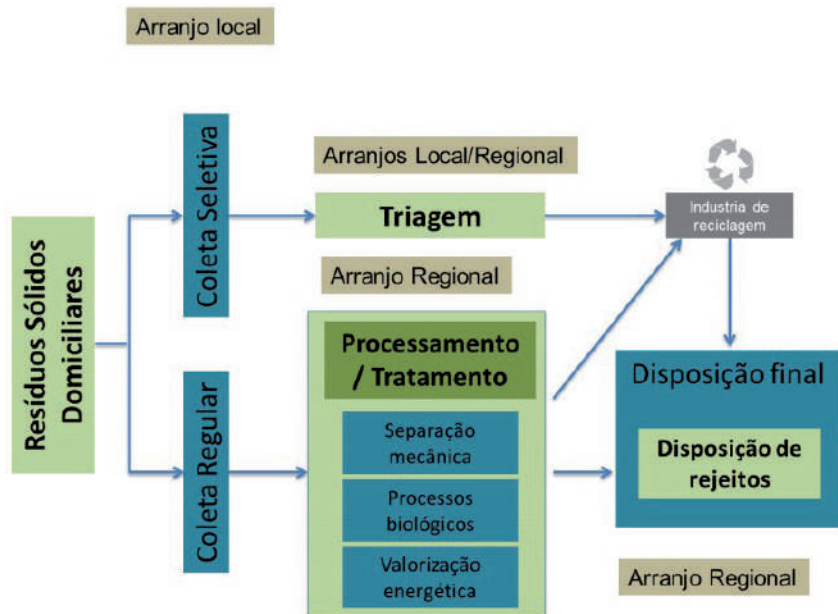 Arranjo local
Resíduos Sólidos
Domiciliares
Coleta Seletiva
Coleta Regular
Arranjos Local/Regional
Triagem
Arranjo Regional
Processamento
/ Tratamento
Separação
mecânica
Processos
biológicos
Valorização
energética
Industria de
reciclagem
Disposição final
Disposição de
rejeitos
Arranjo Regional